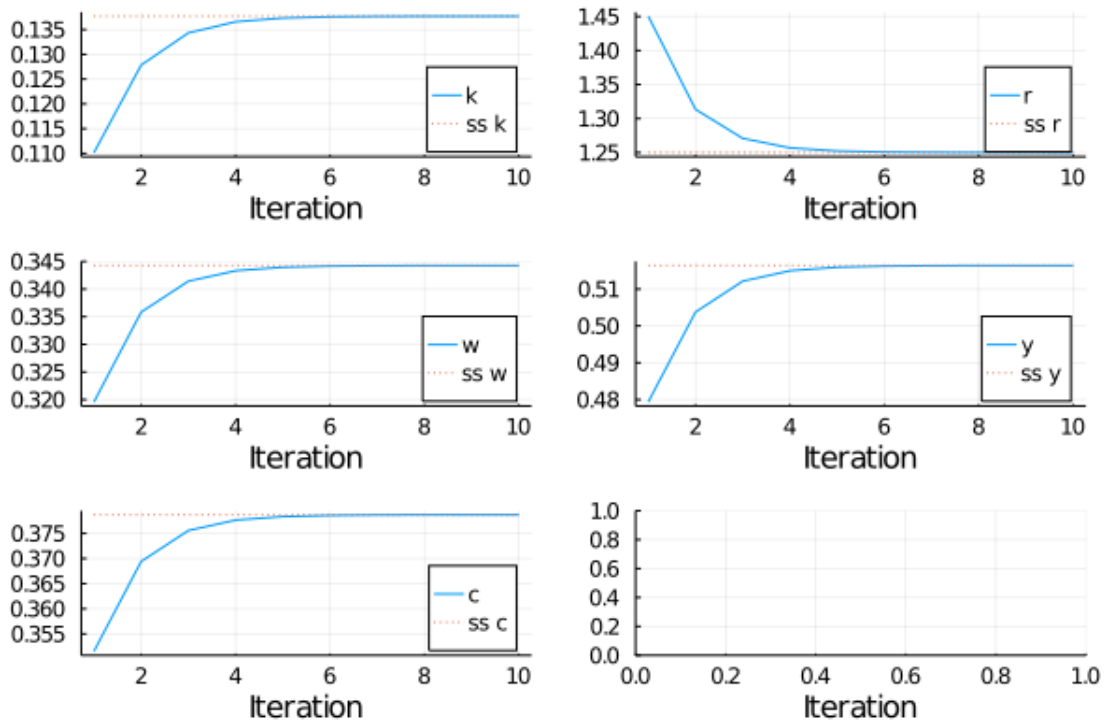 0.135
0.130
0.125
0.120
0.115
0.110
k
ss k
2 4 6 8 10
Iteration
1.45
1.40
1.35
1.30
1.25
r
ss r
2 4 6 8 10
Iteration
0.345
0.340
0.335
0.330
0.325
0.320
w
ss w
2 4 6 8 10
Iteration
0.51
0.50
0.49
0.48
y
ss y
2 4 6 8 10
Iteration
0.375
0.370
0.365
0.360
0.355
c
ss c
2 4 6 8 10
Iteration
1.0
0.8
0.6
0.4
0.2
0.0
0.0 0.2 0.4 0.6 0.8 1.0
Iteration